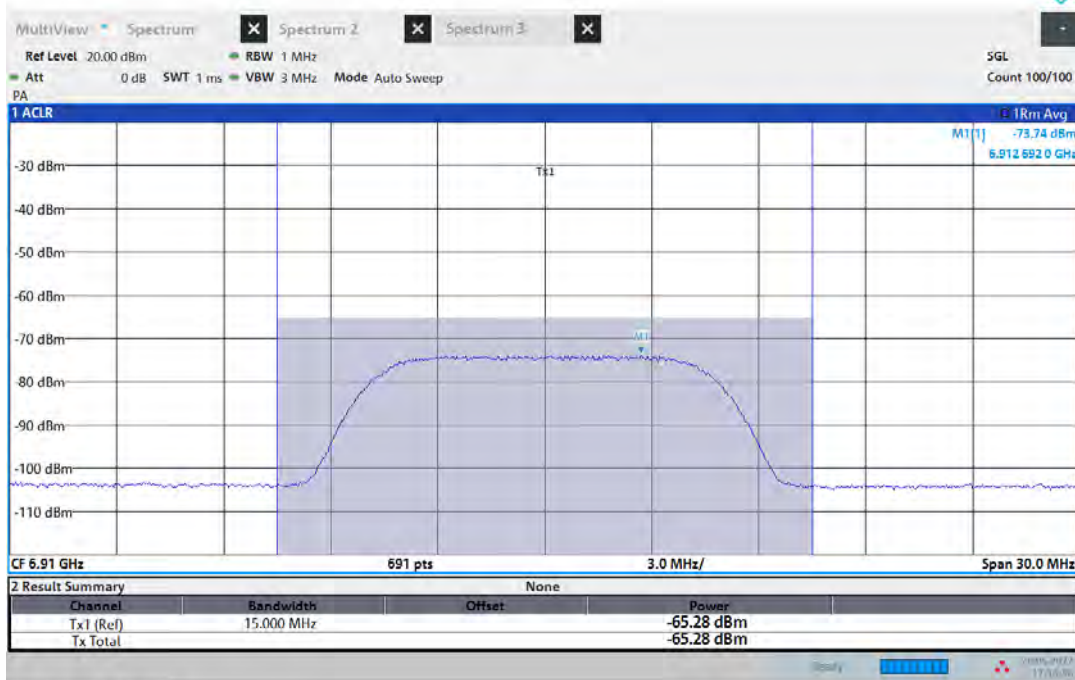 MultiView Spectrum X Spectrum 2 X Spectrum 3 X
Ref Level 20.00 dBm RBW 1 MHz SGL
Att 0 dB SWT 1 ms VBW 3 MHz Mode Auto Sweep Count 100/100
PA
1 ACLR 1Rm Avg
M1[1] -73.74 dBm
6.912 692 0 GHz
-30 dBm
Tx1
-40 dBm
-50 dBm
-60 dBm
-70 dBm
M1
-80 dBm
-90 dBm
-100 dBm
-110 dBm
CF 6.91 GHz 691 pts 3.0 MHz/ Span 30.0 MHz
2 Result Summary None
Channel Bandwidth Offset Power
Tx1 (Ref) 15.000 MHz -65.28 dBm
Tx Total -65.28 dBm
Ready